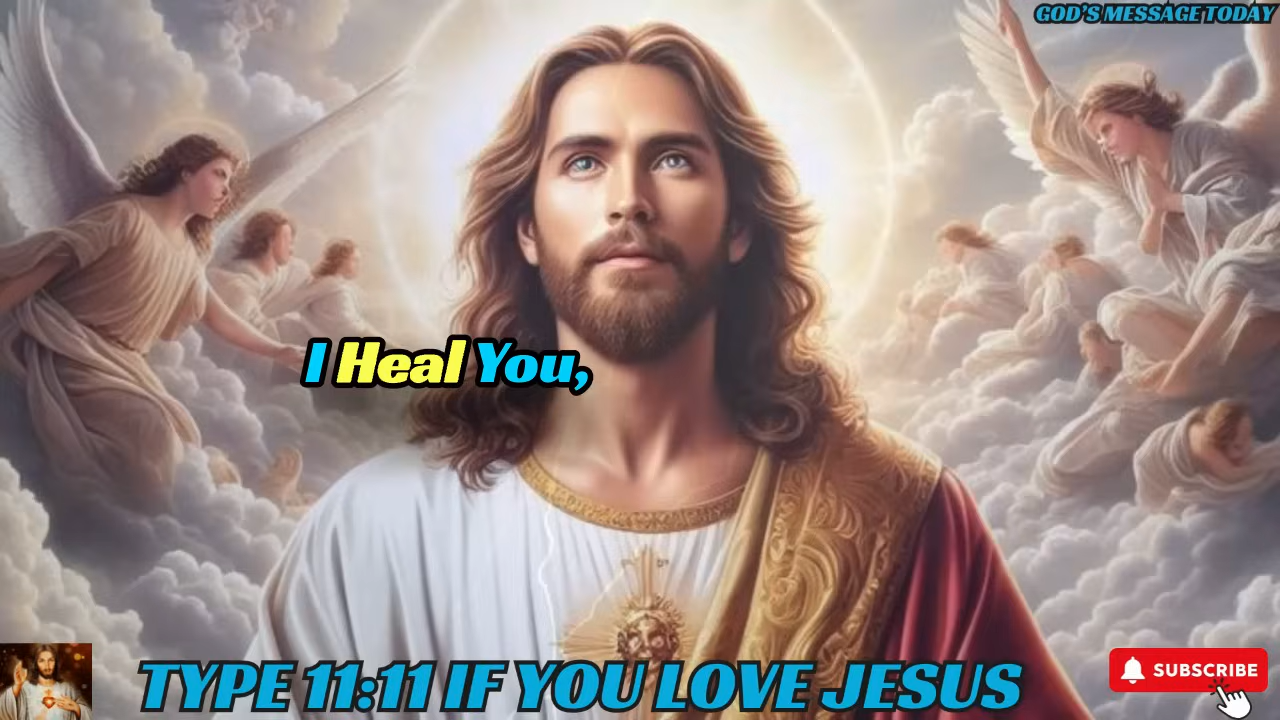 GOD'S MESSAGE TODAY
I Heal You,
TYPE 11:11 IF YOU LOVE JESUS
SUBSCRIBE